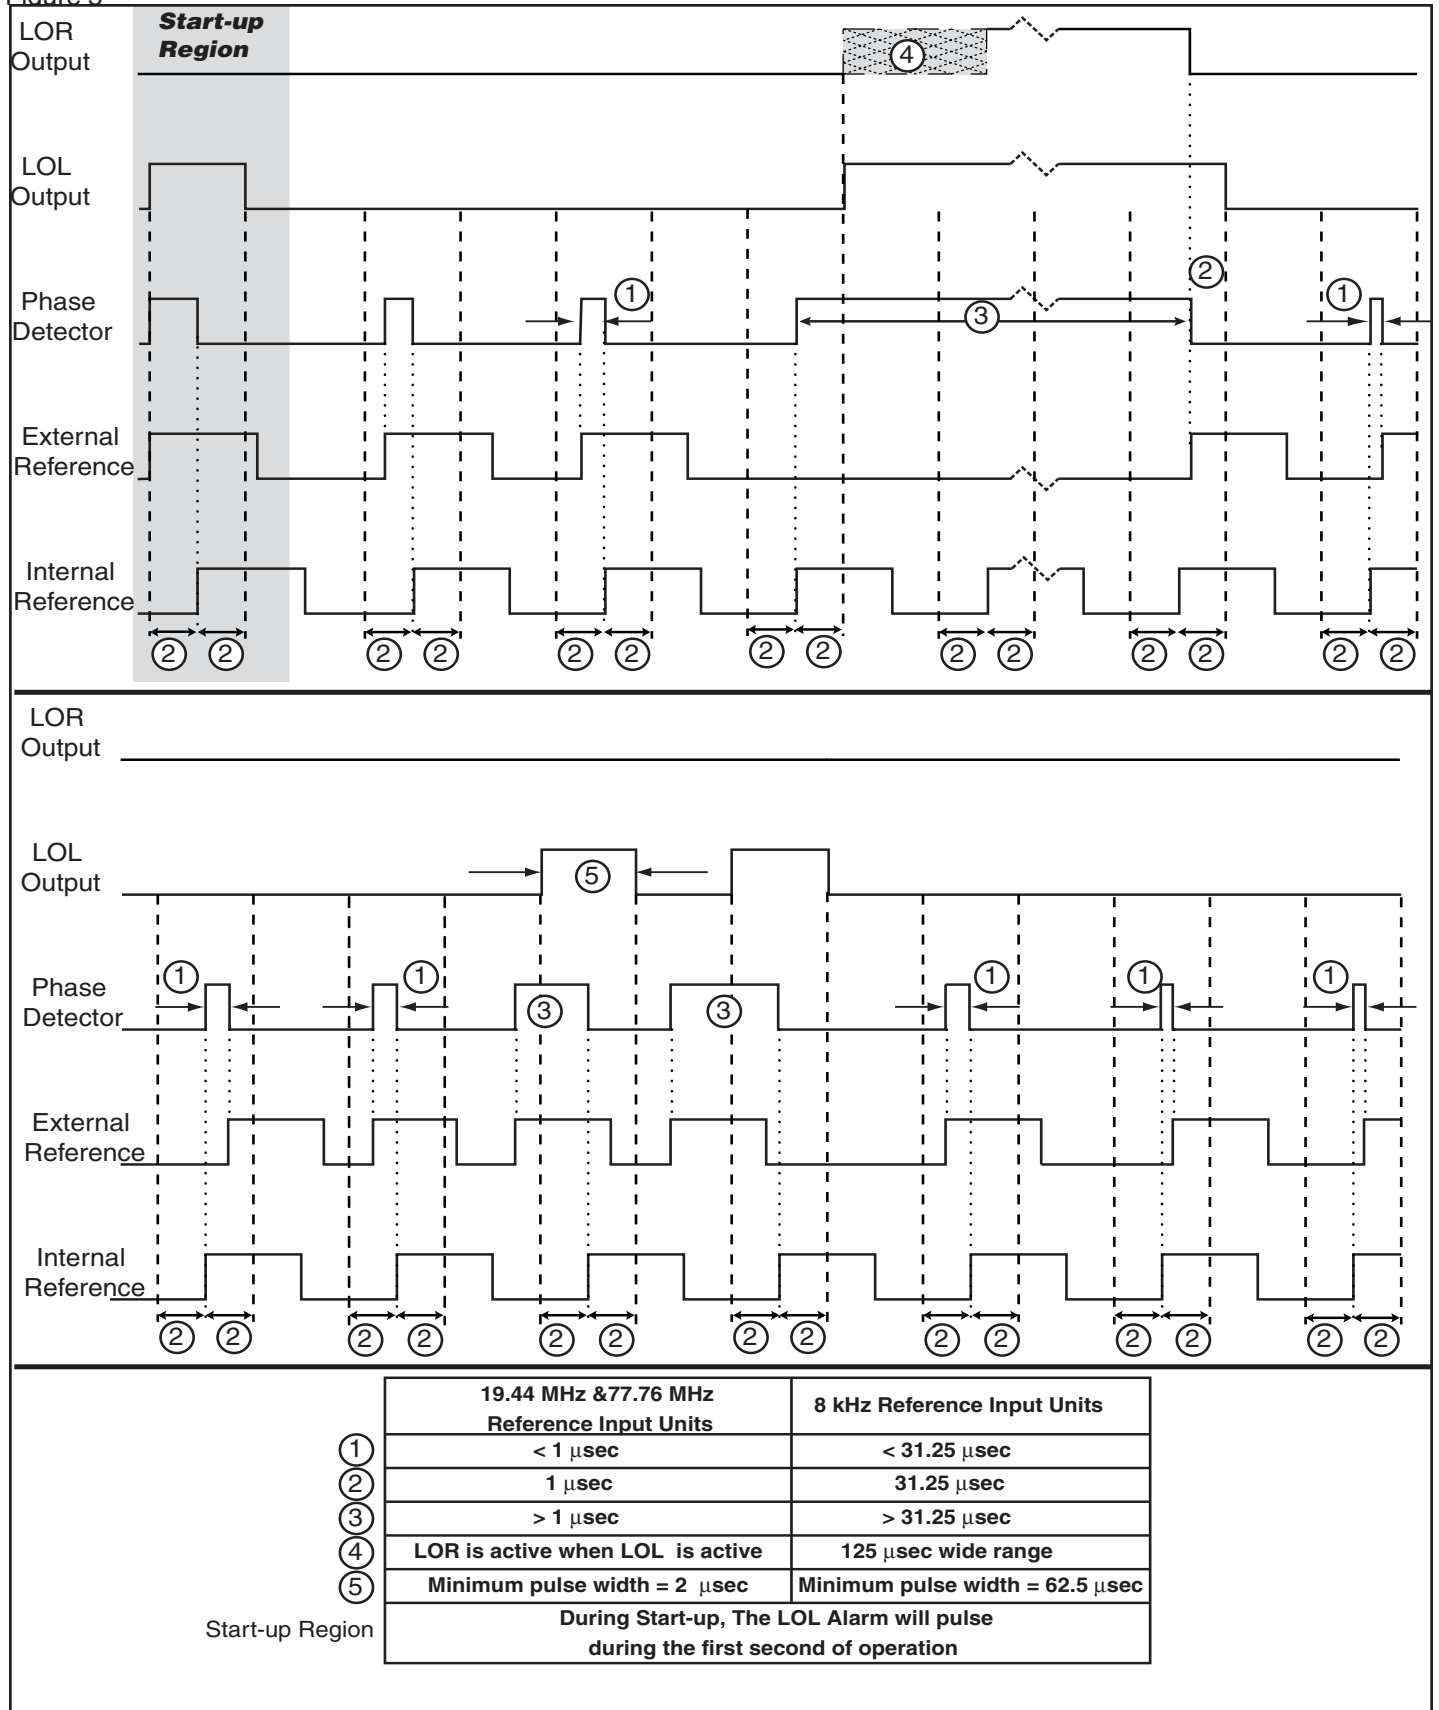 Figure 3
LOR
Output
Start-up
Region
4
LOL
Output
Phase
Detector
1
3
2
1
External
Reference
Internal
Reference
2 2 2 2 2 2 2 2 2 2 2 2 2 2
LOR
Output
LOL
Output
5
Phase
Detector
1 1 3 3 1 1 1
External
Reference
Internal
Reference
2 2 2 2 2 2 2 2 2 2 2 2 2 2
19.44 MHz &77.76 MHz
Reference Input Units
8 kHz Reference Input Units
1 < 1 μsec < 31.25 μsec
2 1 μsec 31.25 μsec
3 > 1 μsec > 31.25 μsec
4 LOR is active when LOL is active 125 μsec wide range
5 Minimum pulse width = 2 μsec Minimum pulse width = 62.5 μsec
Start-up Region
During Start-up, The LOL Alarm will pulse
during the first second of operation